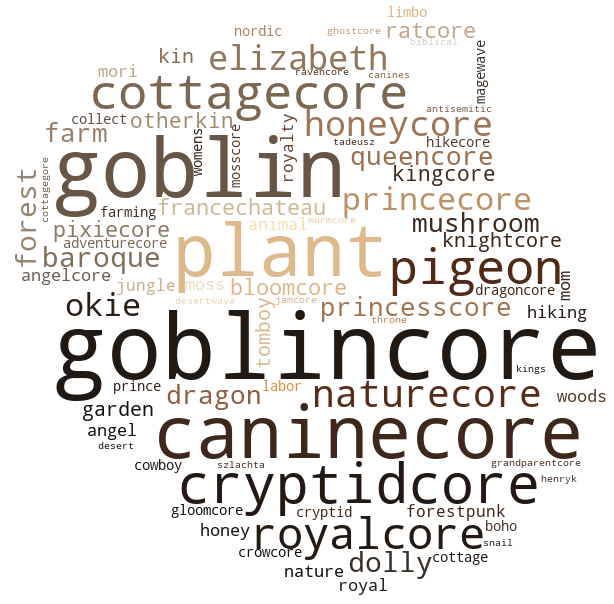 limbo
nordic
ghostcore
ratcore
kin
elizabeth
biblical
mori
ravencore
canines
magewave
cottagecore
antisemitic
collect
otherkin
honeycore
farm
womens
mosscore
royalty
tadeusz
hikecore
goblin
queencore
cottagegore
kingcore
forest
farming
francechateau
princecore
pixiecore
animal
warmcore
mushroom
adventurecore
plant
knightcore
baroque
pigeon
angelcore
jungle
moss
bloomcore
dragoncore
mom
desertwave
jamcore
okie
tomboy
princesscore
hiking
throne
goblincore
kings
prince
labor
dragon
naturecore
woods
garden
angel
caninecore
desert
cowboy
szlachta
grandparentcore
cryptidcore
henryk
gloomcore
cryptid
forestpunk
honey
royalcore
boho
crowcore
snail
dolly
cottage
nature
royal